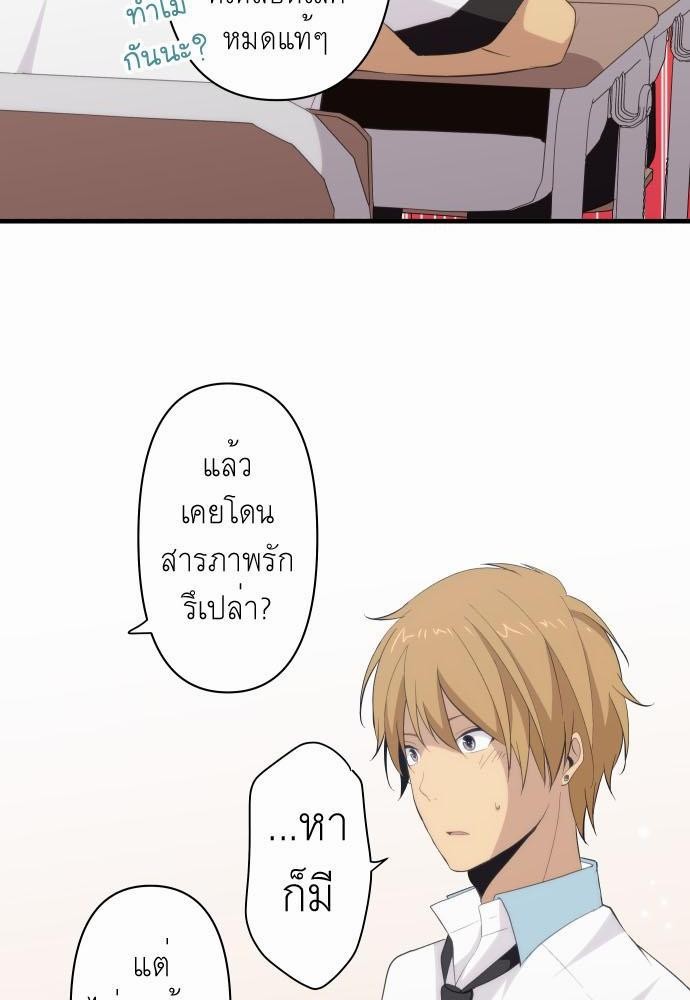 ทำไม
กันนะ?
หมดแท้ๆ
แล้ว
เคยโดน
สารภาพรัก
รึเปล่า?
...หา
ก็มี
แต่